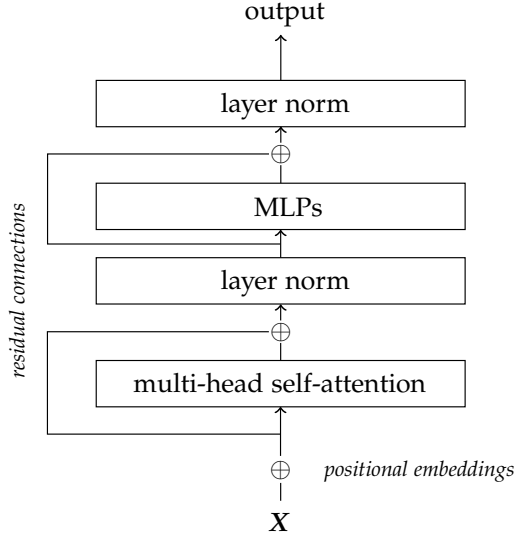 output
layer norm
MLPs
layer norm
residual connections
multi-head self-attention
positional embeddings
X